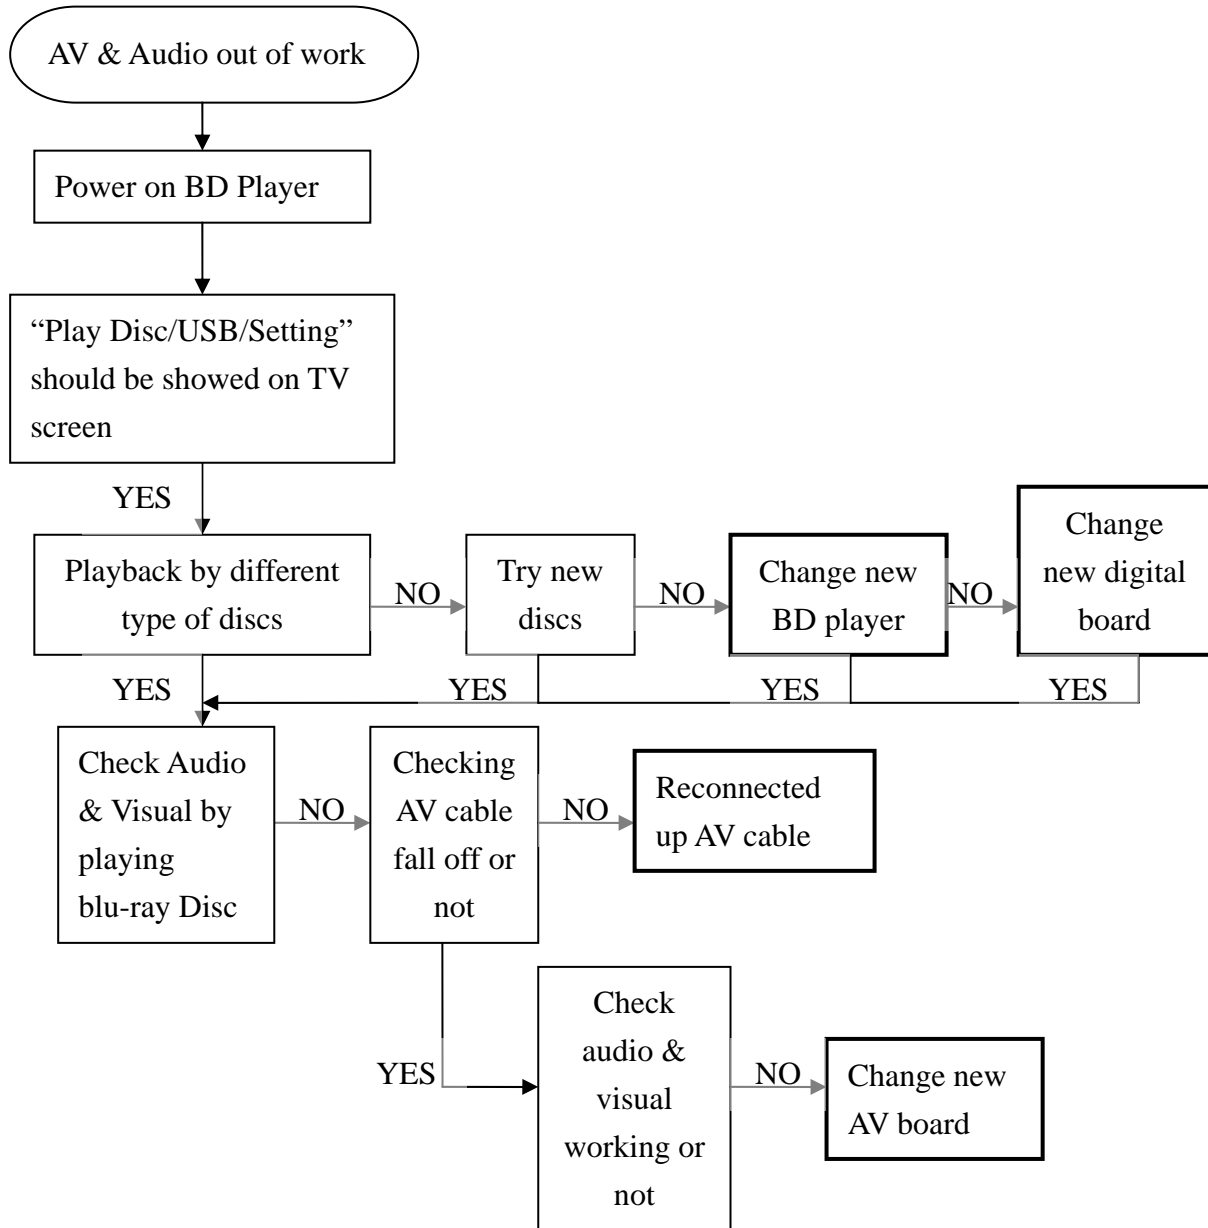 AV & Audio out of work
Power on BD Player
“Play Disc/USB/Setting”
should be showed on TV
screen
YES
Playback by different
type of discs
NO
Try new
discs
NO
Change new
BD player
NO
Change
new digital
board
YES
YES
YES
YES
Check Audio
& Visual by
playing
blu-ray Disc
NO
Checking
AV cable
fall off or
not
NO
Reconnected
up AV cable
YES
Check
audio &
visual
working or
not
NO
Change new
AV board